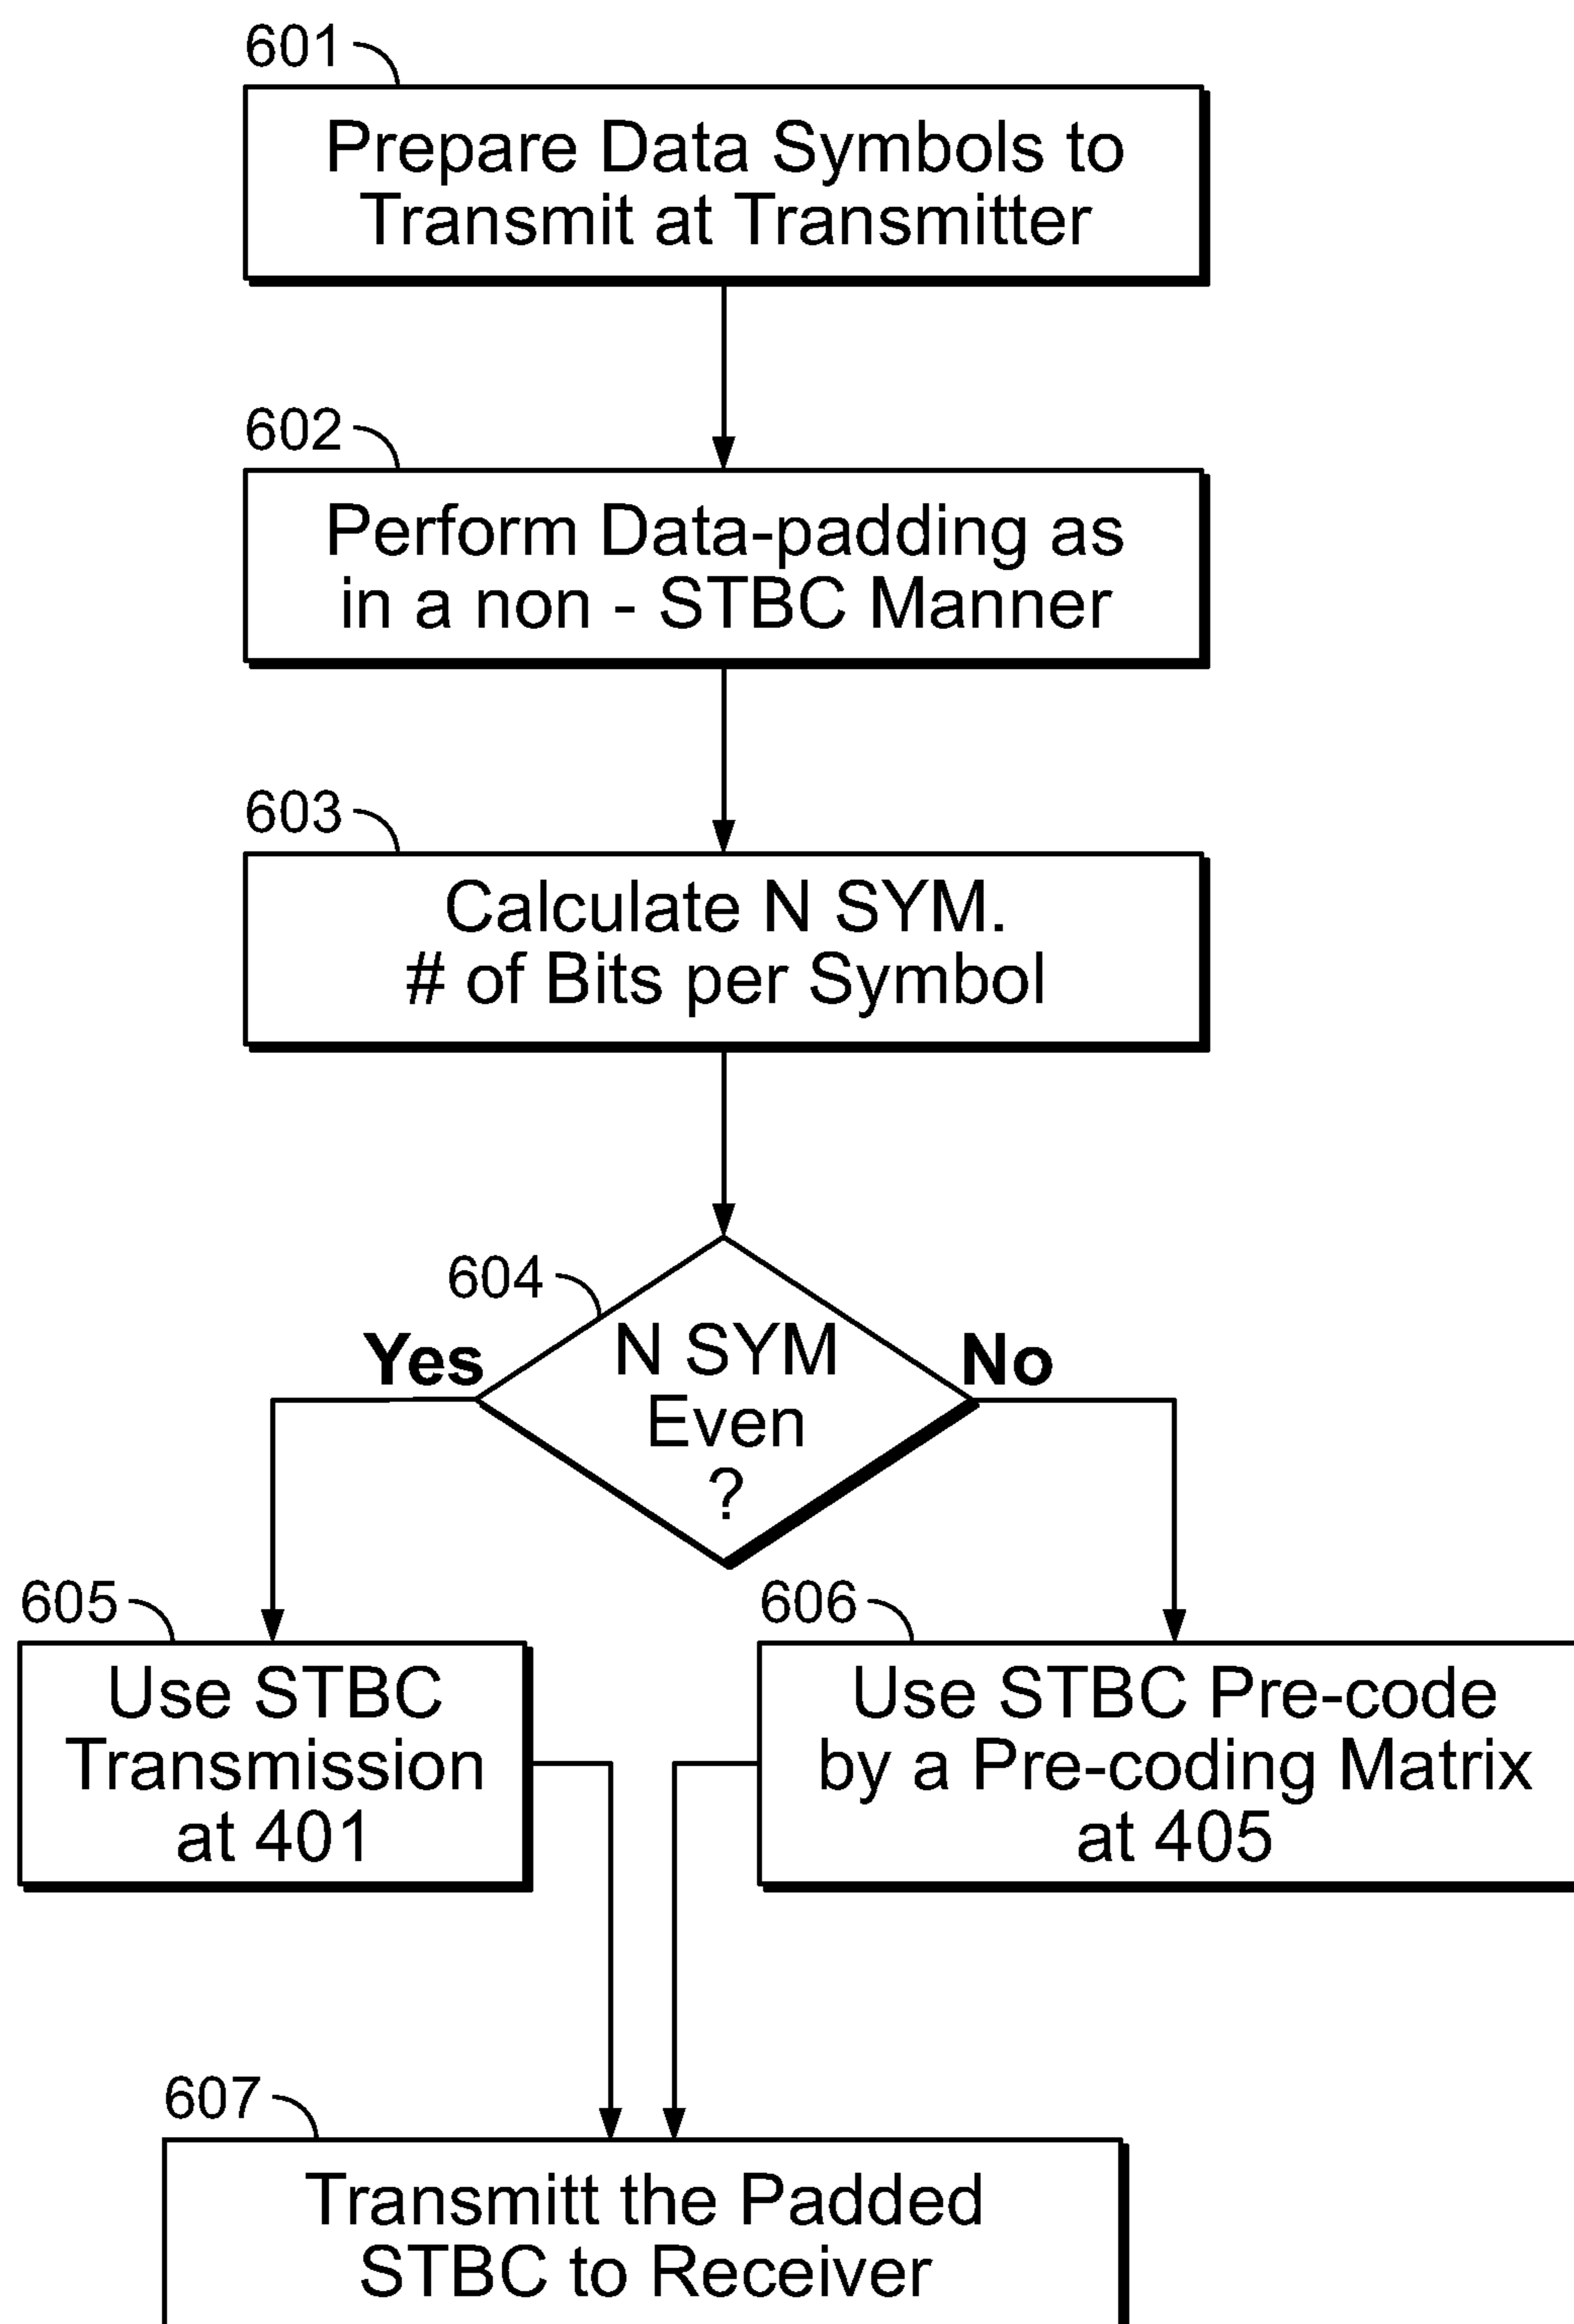 601
Prepare Data Symbols to
Transmit at Transmitter
602
Perform Data-padding as
in a non - STBC Manner
603
Calculate N SYM.
# of Bits per Symbol
604
N SYM
Even
?
Yes
No
605
Use STBC
Transmission
at 401
606
Use STBC Pre-code
by a Pre-coding Matrix
at 405
607
Transmitt the Padded
STBC to Receiver